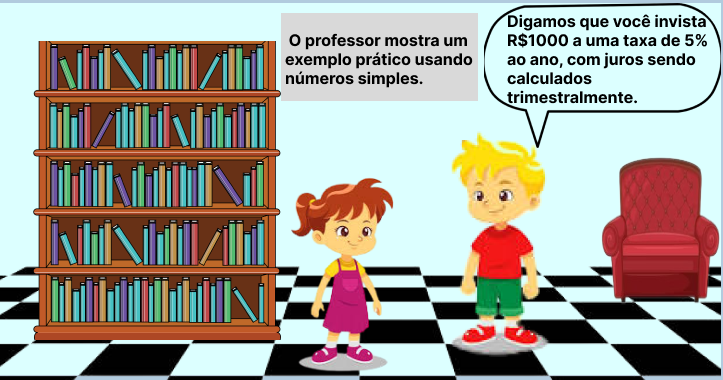 O professor mostra um
exemplo prático usando
números simples.
Digamos que você invista
R$1000 a uma taxa de 5%
ao ano, com juros sendo
calculados
trimestralmente.